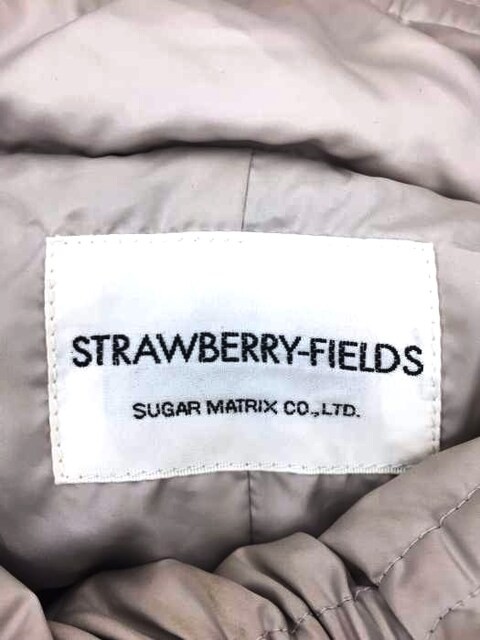 STRAWBERRY-FIELDS
SUGAR MATRIX CO.,LTD.